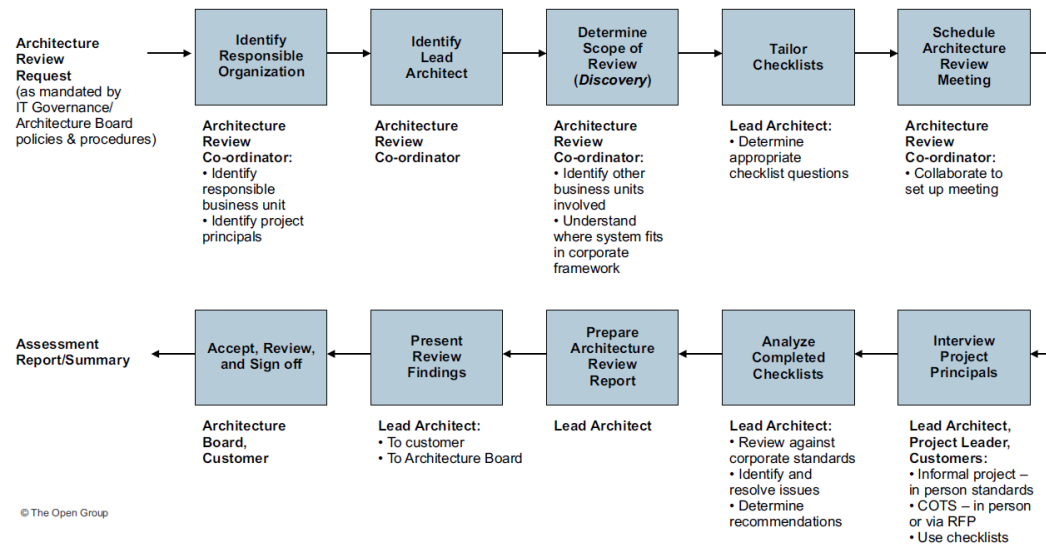 Architecture
Review
Request
(as mandated by
IT Governance/
Architecture Board
policies & procedures)
Identify
Responsible
Organization
Architecture
Review
Co-ordinator:
• Identify
responsible
business unit
• Identify project
principals
Identify
Lead
Architect
Architecture
Review
Co-ordinator
Determine
Scope of
Review
(Discovery)
Architecture
Review
Co-ordinator:
• Identify other
business units
involved
• Understand
where system fits
in corporate
framework
Tailor
Checklists
Lead Architect:
• Determine
appropriate
checklist questions
Schedule
Architecture
Review
Meeting
Architecture
Review
Co-ordinator:
• Collaborate to
set up meeting
Interview
Project
Principals
Lead Architect,
Project Leader,
Customers:
• Informal project –
in person standards
• COTS – in person
or via RFP
• Use checklists
Analyze
Completed
Checklists
Lead Architect:
• Review against
corporate standards
• Identify and
resolve issues
• Determine
recommendations
Prepare
Architecture
Review
Report
Lead Architect
Present
Review
Findings
Lead Architect:
• To customer
• To Architecture Board
Accept, Review,
and Sign off
Architecture
Board,
Customer
Assessment
Report/Summary
© The Open Group